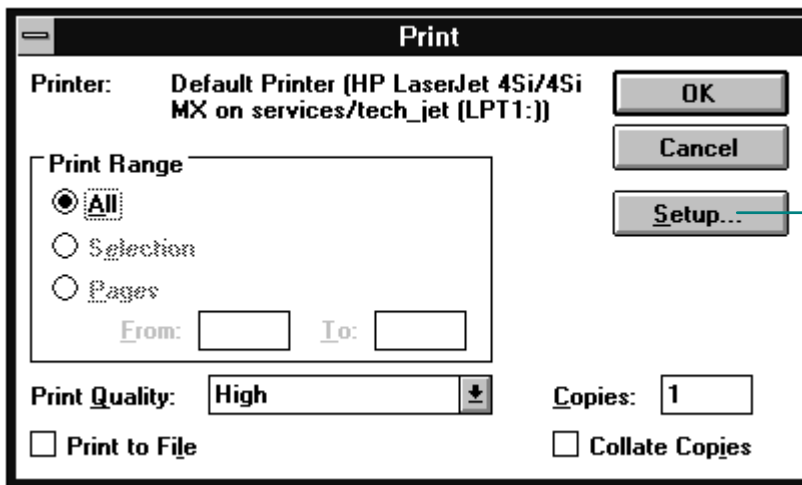 Print
Printer: Default Printer (HP LaserJet 4Si/4Si
MX on services/tech_jet (LPT1:))
OK
Cancel
Setup...
Print Range
All
Selection
Pages
From: To:
Print Quality: High
Copies: 1
Print to File
Collate Copies